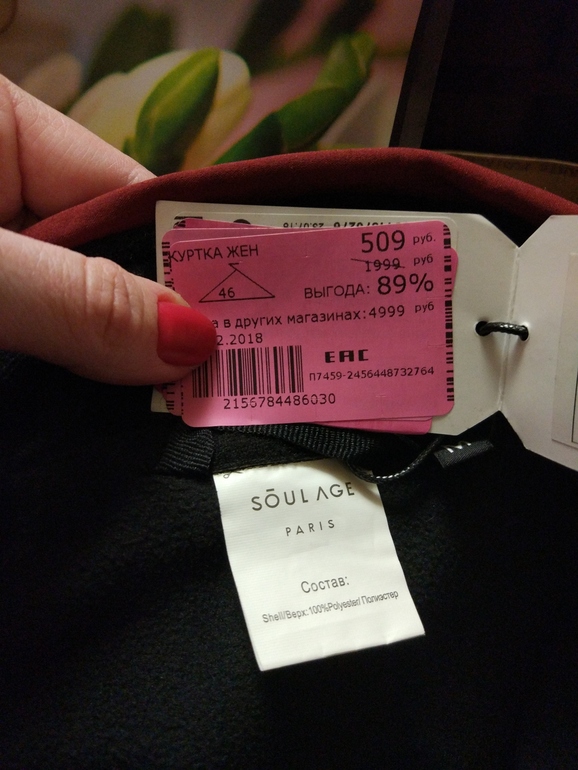 КУРТКА ЖЕН
509 руб.
1999 руб
46
ВЫГОДА: 89%
а в других магазинах: 4999 руб
2.2018
EAC
П7459-2456448732764
2156784486030
SŌULAGE
PARIS
Состав:
Shell/Верх:100%Polyester/ Полиэстер